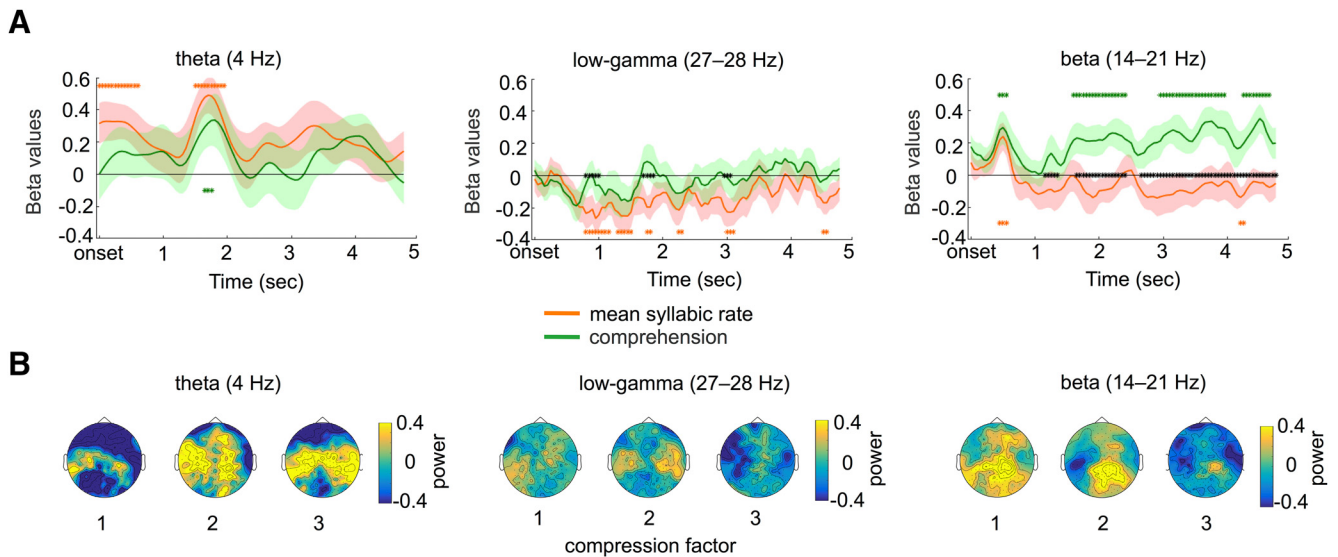 A
theta (4 Hz)
low-gamma (27–28 Hz)
beta (14–21 Hz)
Beta values
0.6
0.4
0.2
0
-0.2
-0.4
onset 1 2 3 4 5
Time (sec)
Beta values
0.6
0.4
0.2
0
-0.2
-0.4
onset 1 2 3 4 5
Time (sec)
Beta values
0.6
0.4
0.2
0
-0.2
-0.4
onset 1 2 3 4 5
Time (sec)
mean syllabic rate
comprehension
B
theta (4 Hz)
low-gamma (27–28 Hz)
beta (14–21 Hz)
0.4
0
-0.4
power
0.4
0
-0.4
power
0.4
0
-0.4
power
1 2 3
1 2 3
1 2 3
compression factor